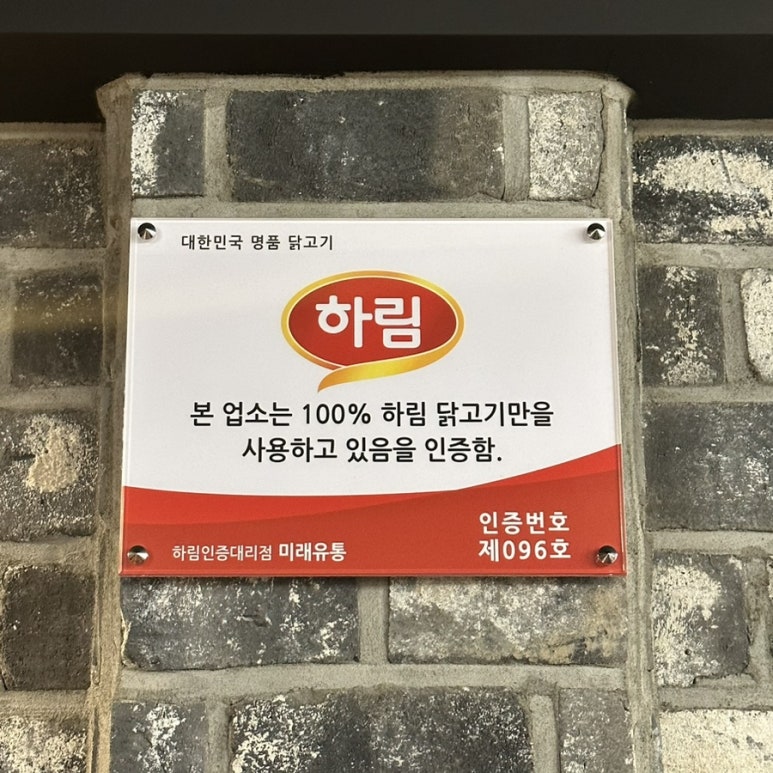 대한민국 명품 닭고기
하림
본 업소는 100% 하림 닭고기만을
사용하고 있음을 인증함.
인증번호
하림인증대리점 미래유통
제096호